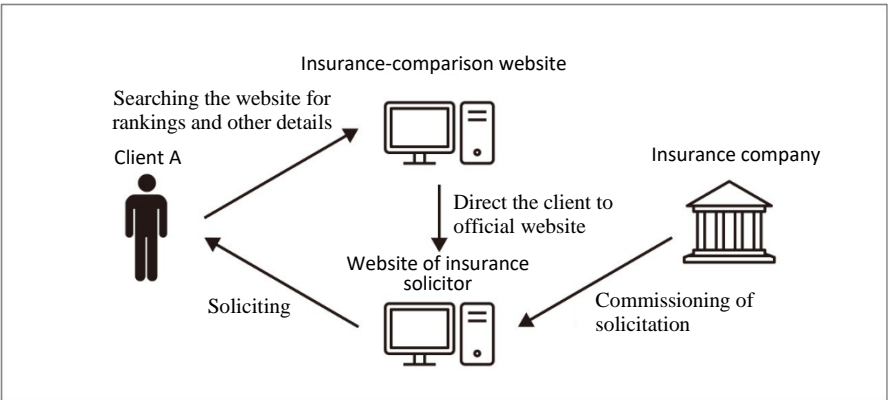 Insurance-comparison website
Searching the website for
rankings and other details
Client A
Insurance company
Direct the client to
official website
Website of insurance
solicitor
Soliciting
Commissioning of
solicitation